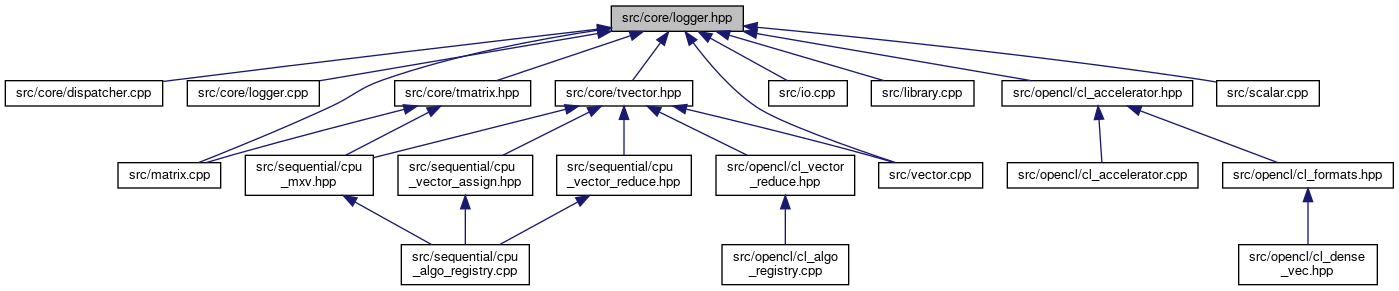 src/core/logger.hpp
src/core/dispatcher.cpp
src/core/logger.cpp
src/core/tmatrix.hpp
src/core/tvector.hpp
src/io.cpp
src/library.cpp
src/opencl/cl_accelerator.hpp
src/scalar.cpp
src/matrix.cpp
src/sequential/cpu
_mxv.hpp
src/sequential/cpu
_vector_assign.hpp
src/sequential/cpu
_vector_reduce.hpp
src/opencl/cl_vector
_reduce.hpp
src/vector.cpp
src/opencl/cl_accelerator.cpp
src/opencl/cl_formats.hpp
src/sequential/cpu
_algo_registry.cpp
src/opencl/cl_algo
_registry.cpp
src/opencl/cl_dense
_vec.hpp